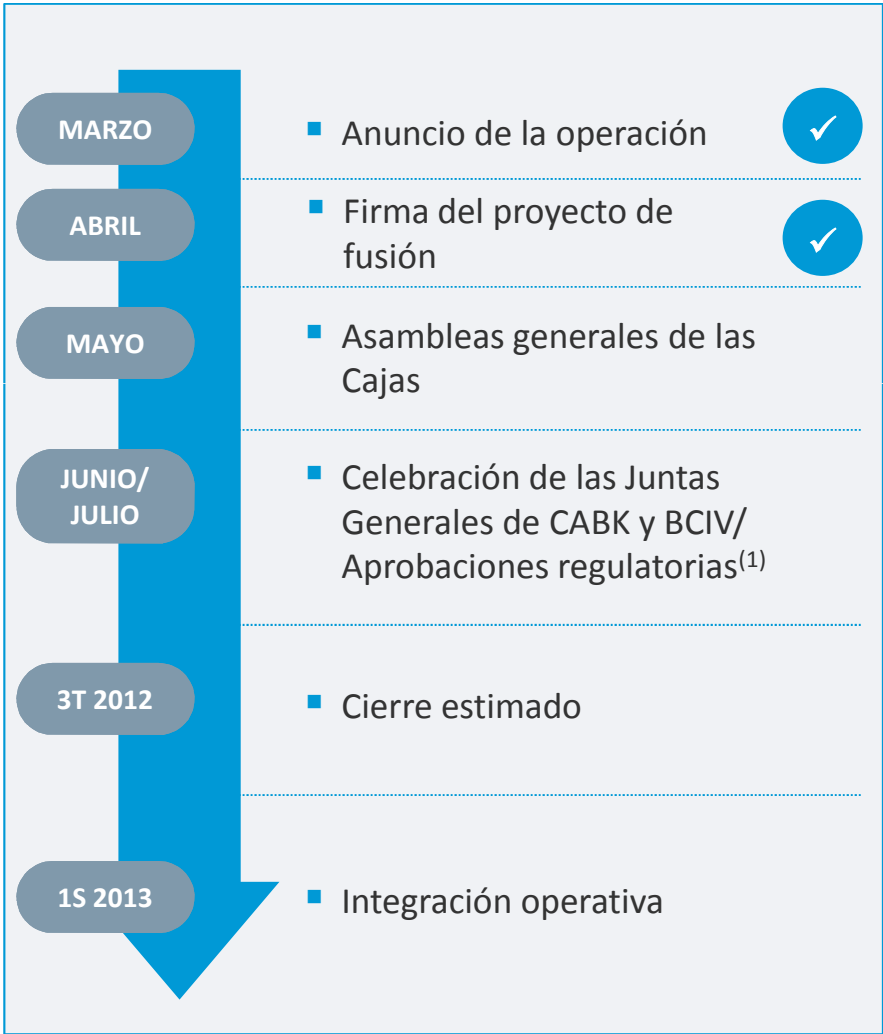 MARZO
▪ Anuncio de la operación
✓
ABRIL
▪ Firma del proyecto de
fusión
✓
MAYO
▪ Asambleas generales de las
Cajas
JUNIO/
JULIO
▪ Celebración de las Juntas
Generales de CABK y BCIV/
Aprobaciones regulatorias(1)
3T 2012
▪ Cierre estimado
1S 2013
▪ Integración operativa